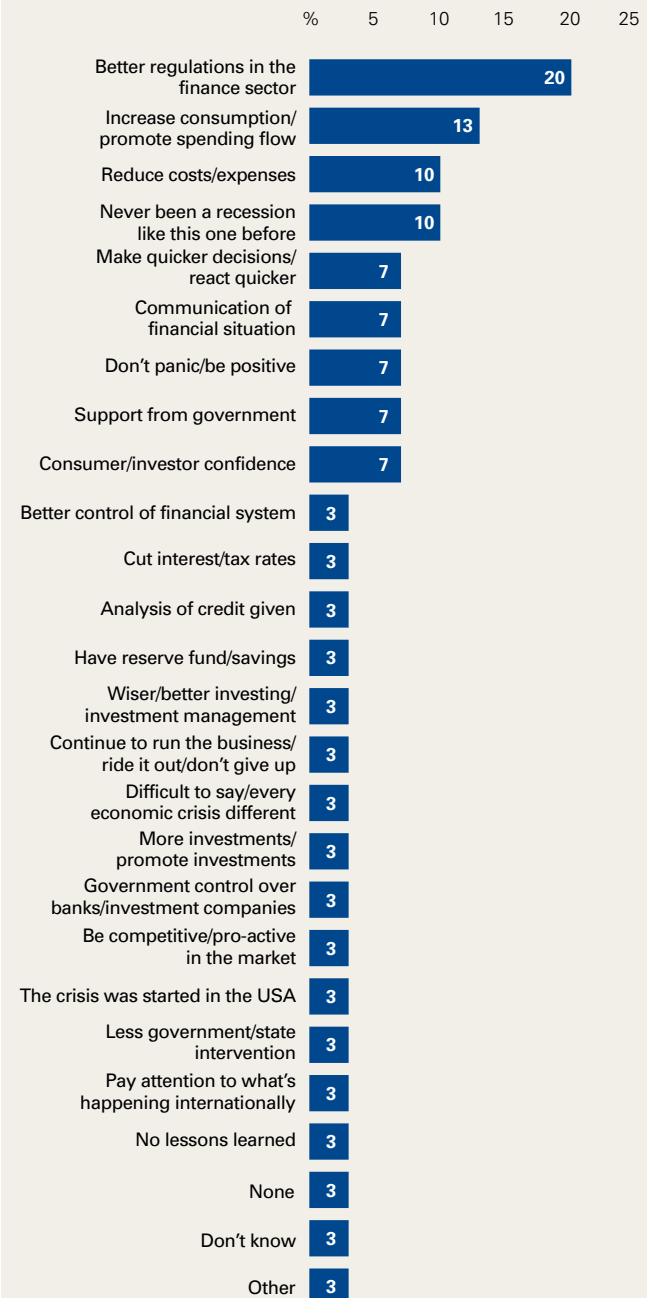 % 5 10 15 20 25
Better regulations in the
finance sector
20
Increase consumption/
promote spending flow
13
Reduce costs/expenses
10
Never been a recession
like this one before
10
Make quicker decisions/
react quicker
7
Communication of
financial situation
7
Don't panic/be positive
7
Support from government
7
Consumer/investor confidence
7
Better control of financial system
3
Cut interest/tax rates
3
Analysis of credit given
3
Have reserve fund/savings
3
Wiser/better investing/
investment management
3
Continue to run the business/
ride it out/don't give up
3
Difficult to say/every
economic crisis different
3
More investments/
promote investments
3
Government control over
banks/investment companies
3
Be competitive/pro-active
in the market
3
The crisis was started in the USA
3
Less government/state
intervention
3
Pay attention to what's
happening internationally
3
No lessons learned
3
None
3
Don't know
3
Other
3